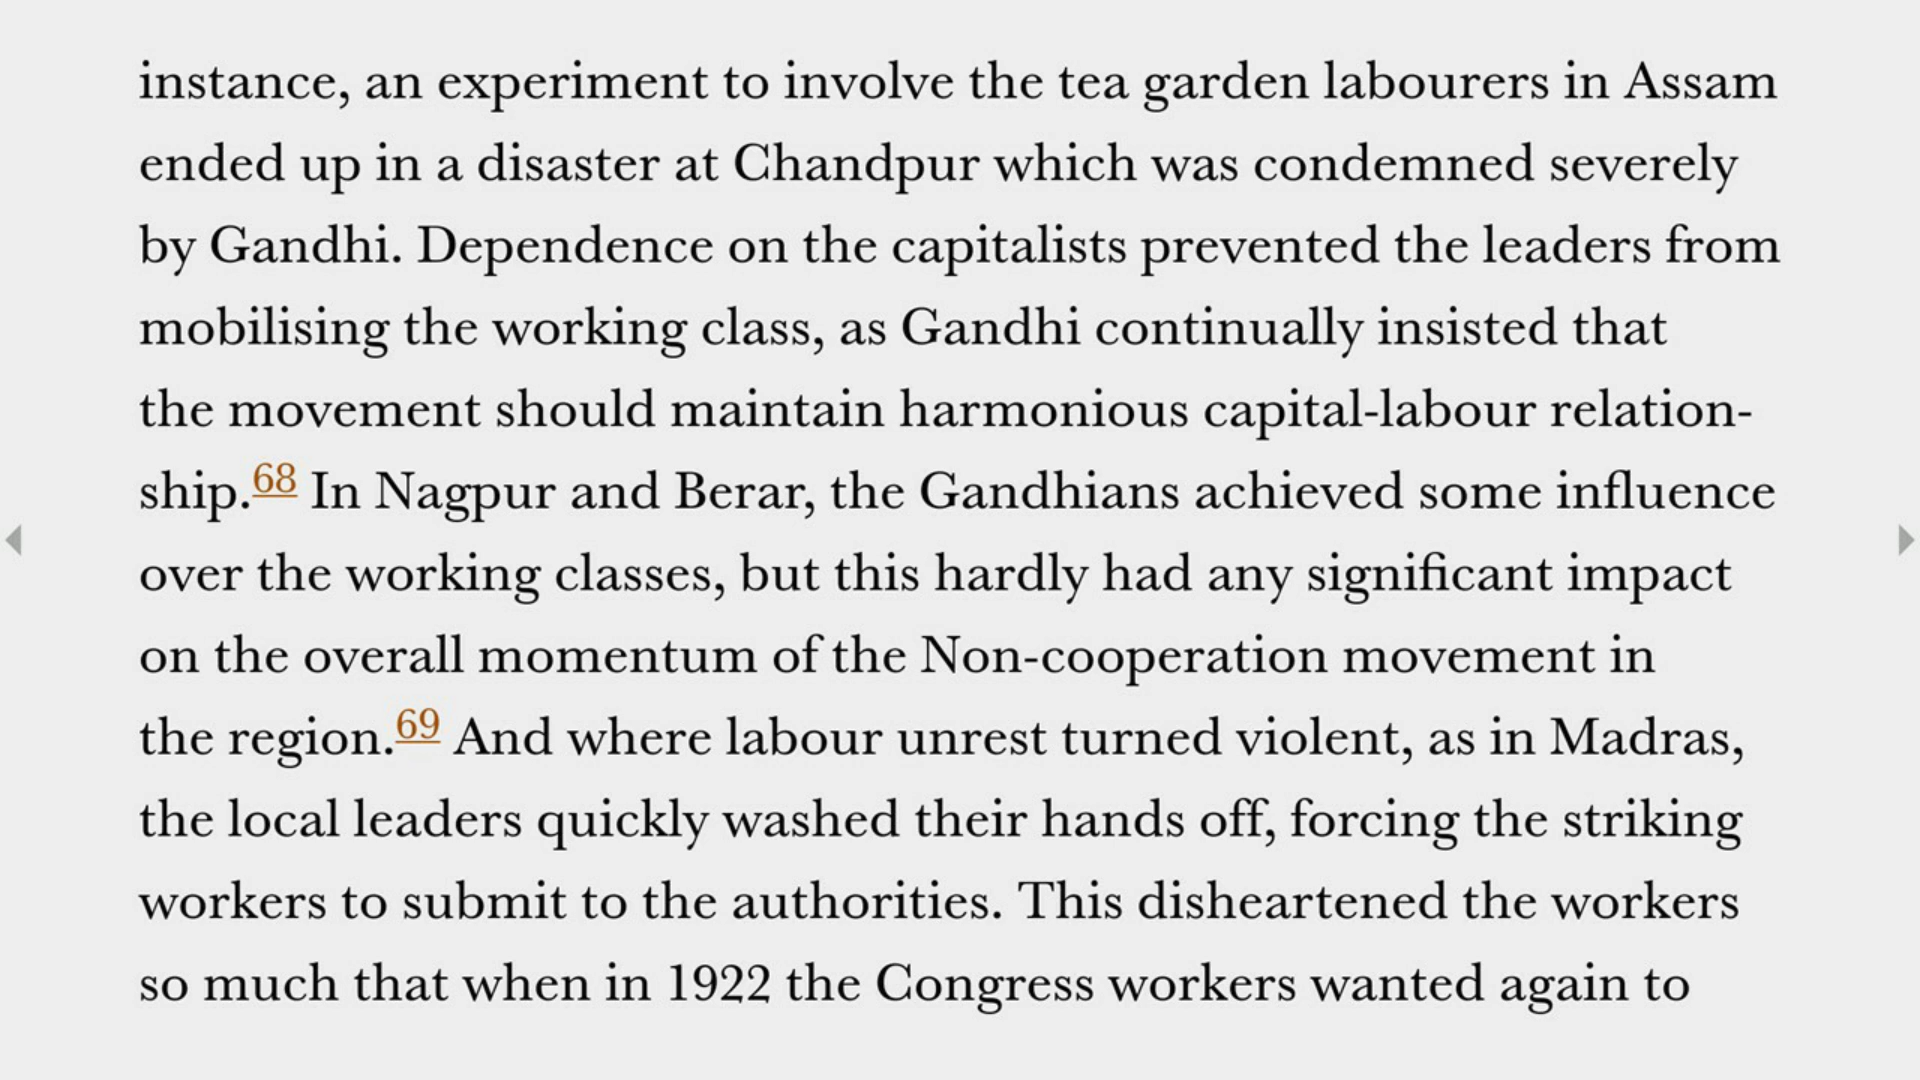 instance, an experiment to involve the tea garden labourers in Assam
ended up in a disaster at Chandpur which was condemned severely
by Gandhi. Dependence on the capitalists prevented the leaders from
mobilising the working class, as Gandhi continually insisted that
the movement should maintain harmonious capital-labour relation-
ship.68 In Nagpur and Berar, the Gandhians achieved some influence
over the working classes, but this hardly had any significant impact
on the overall momentum of the Non-cooperation movement in
the region.69 And where labour unrest turned violent, as in Madras,
the local leaders quickly washed their hands off, forcing the striking
workers to submit to the authorities. This disheartened the workers
so much that when in 1922 the Congress workers wanted again to